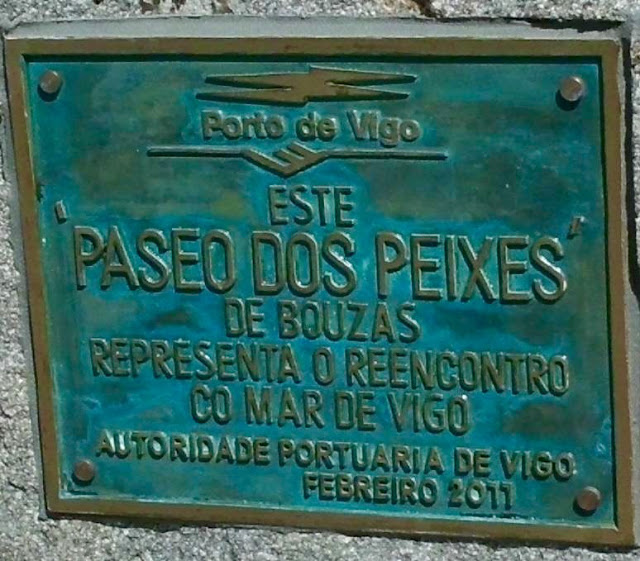 Porto de Vigo
ESTE
'PASEO DOS PEIXES'
DE BOUZAS
REPRESENTA O REENCONTRO
CO MAR DE VIGO
AUTORIDADE PORTUARIA DE VIGO
FEBREIRO 2011